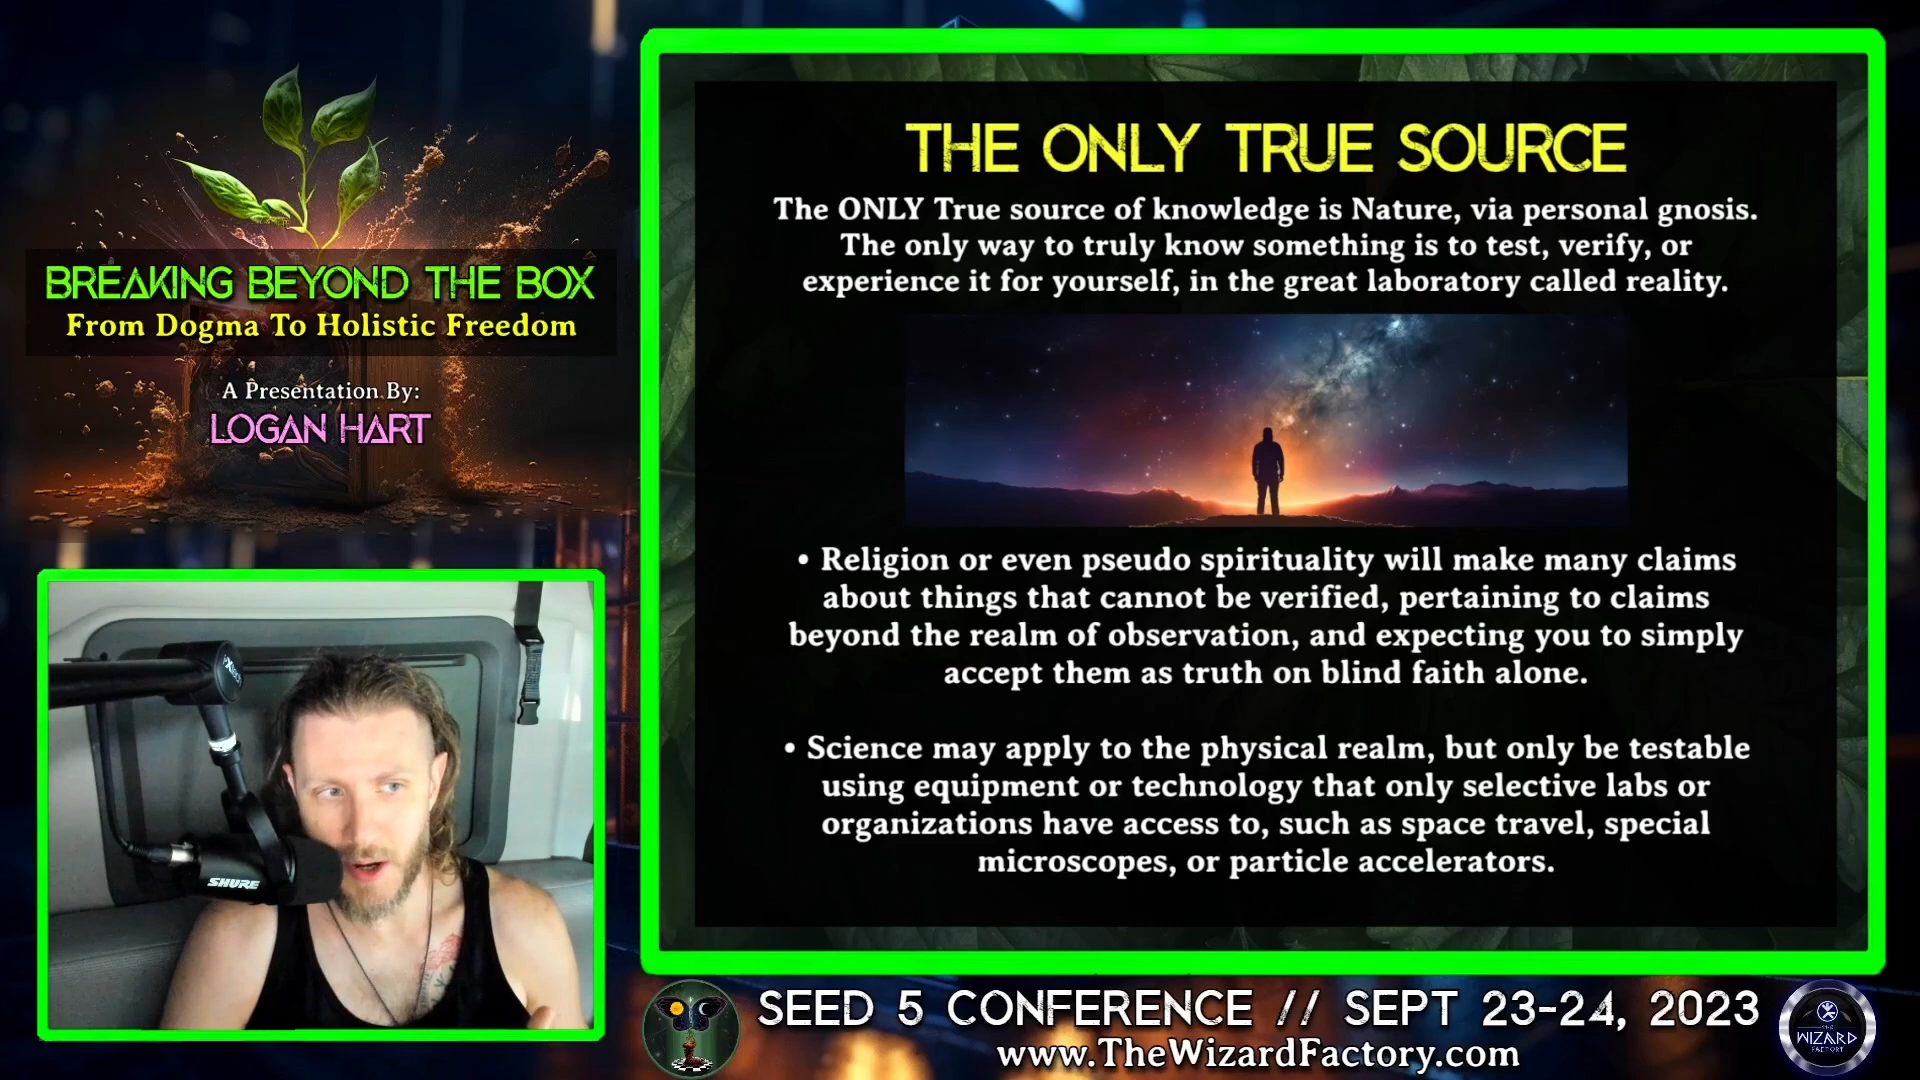 BREAKING BEYOND THE BOX
From Dogma To Holistic Freedom
A Presentation By:
LOGAN HART
SHURE
THE ONLY TRUE SOURCE
The ONLY True source of knowledge is Nature, via personal gnosis.
The only way to truly know something is to test, verify, or
experience it for yourself, in the great laboratory called reality.
• Religion or even pseudo spirituality will make many claims
about things that cannot be verified, pertaining to claims
beyond the realm of observation, and expecting you to simply
accept them as truth on blind faith alone.
• Science may apply to the physical realm, but only be testable
using equipment or technology that only selective labs or
organizations have access to, such as space travel, special
microscopes, or particle accelerators.
SEED 5 CONFERENCE // SEPT 23-24, 2023
www.TheWizardFactory.com
THE
WIZARD
FACTORY